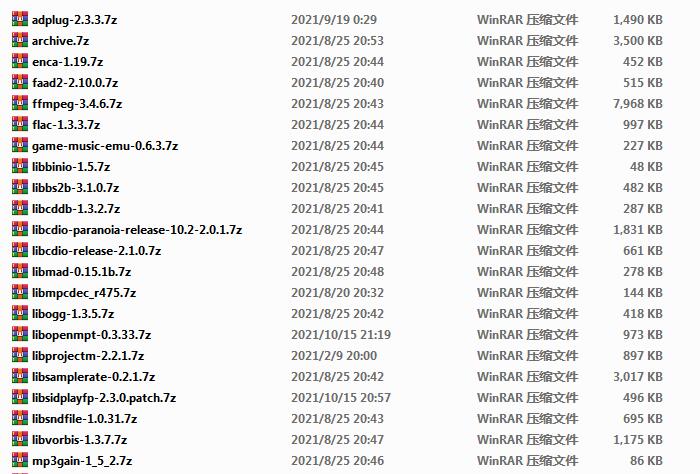 adplug-2.3.3.7z 2021/9/19 0:29 WinRAR 压缩文件 1,490 KB
archive.7z 2021/8/25 20:53 WinRAR 压缩文件 3,500 KB
enca-1.19.7z 2021/8/25 20:44 WinRAR 压缩文件 452 KB
faad2-2.10.0.7z 2021/8/25 20:40 WinRAR 压缩文件 515 KB
ffmpeg-3.4.6.7z 2021/8/25 20:43 WinRAR 压缩文件 7,968 KB
flac-1.3.3.7z 2021/8/25 20:44 WinRAR 压缩文件 997 KB
game-music-emu-0.6.3.7z 2021/8/25 20:44 WinRAR 压缩文件 227 KB
libbinio-1.5.7z 2021/8/25 20:45 WinRAR 压缩文件 48 KB
libbs2b-3.1.0.7z 2021/8/25 20:45 WinRAR 压缩文件 482 KB
libcddb-1.3.2.7z 2021/8/25 20:41 WinRAR 压缩文件 287 KB
libcdio-paranoia-release-10.2-2.0.1.7z 2021/8/25 20:44 WinRAR 压缩文件 1,831 KB
libcdio-release-2.1.0.7z 2021/8/25 20:47 WinRAR 压缩文件 661 KB
libmad-0.15.1b.7z 2021/8/25 20:48 WinRAR 压缩文件 278 KB
libmpcdec_r475.7z 2021/8/20 20:32 WinRAR 压缩文件 144 KB
libogg-1.3.5.7z 2021/8/25 20:42 WinRAR 压缩文件 418 KB
libopenmpt-0.3.33.7z 2021/10/15 21:19 WinRAR 压缩文件 973 KB
libprojectm-2.2.1.7z 2021/2/9 20:00 WinRAR 压缩文件 897 KB
libsamplerate-0.2.1.7z 2021/8/25 20:42 WinRAR 压缩文件 3,017 KB
libsidplayfp-2.3.0.patch.7z 2021/10/15 20:57 WinRAR 压缩文件 496 KB
libsndfile-1.0.31.7z 2021/8/25 20:43 WinRAR 压缩文件 695 KB
libvorbis-1.3.7.7z 2021/8/25 20:47 WinRAR 压缩文件 1,175 KB
mp3gain-1_5_2.7z 2021/8/25 20:46 WinRAR 压缩文件 86 KB